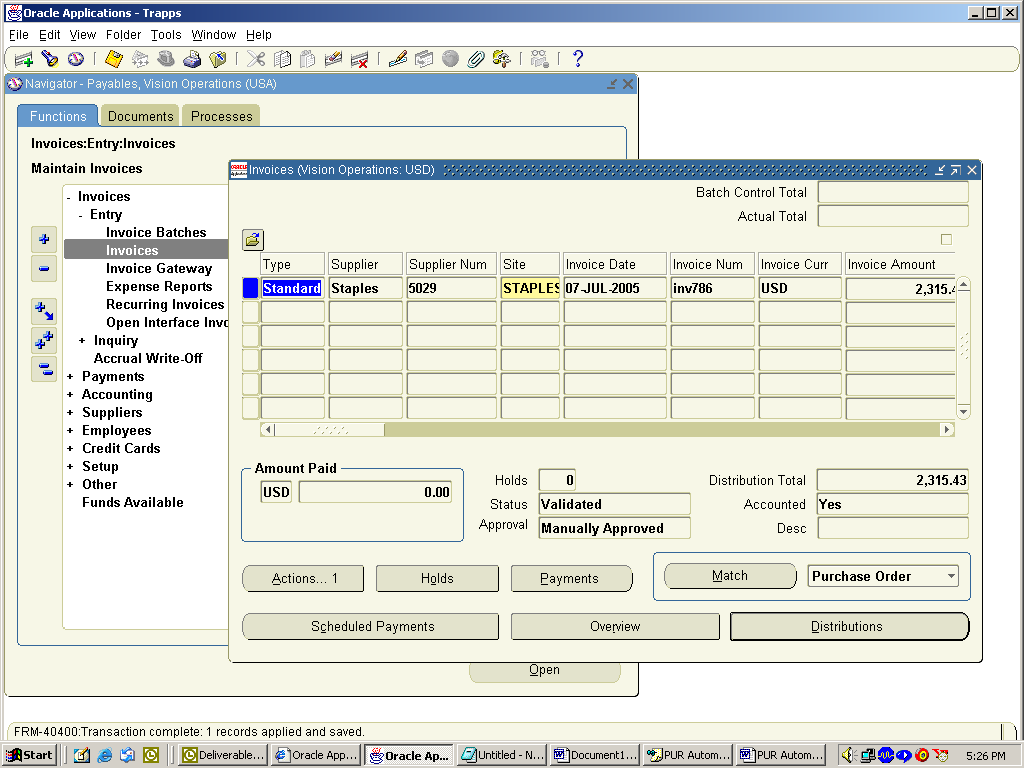 Oracle Applications - Trapps
File Edit View Folder Tools Window Help
Navigator - Payables, Vision Operations (USA)
Functions Documents Processes
Invoices:Entry:Invoices
Maintain Invoices
- Invoices
- Entry
Invoice Batches
Invoices
Invoice Gateway
Expense Reports
Recurring Invoices
Open Interface Invo
+ Inquiry
Accrual Write-Off
+ Payments
+ Accounting
+ Suppliers
+ Employees
+ Credit Cards
+ Setup
+ Other
Funds Available
Open
Invoices (Vision Operations: USD)
Batch Control Total
Actual Total
Type Supplier Supplier Num Site Invoice Date Invoice Num Invoice Curr Invoice Amount
Standard Staples 5029 STAPLES 07-JUL-2005 inv786 USD 2,315.4
Amount Paid
USD 0.00
Holds 0
Status Validated
Approval Manually Approved
Distribution Total 2,315.43
Accounted Yes
Desc
Actions... 1 Holds Payments Match Purchase Order
Scheduled Payments Overview Distributions
FRM-40400:Transaction complete: 1 records applied and saved.
Start Deliverable... Oracle App... Oracle Ap... Untitled - N... Document1... PUR Autom... PUR Autom... 5:26 PM